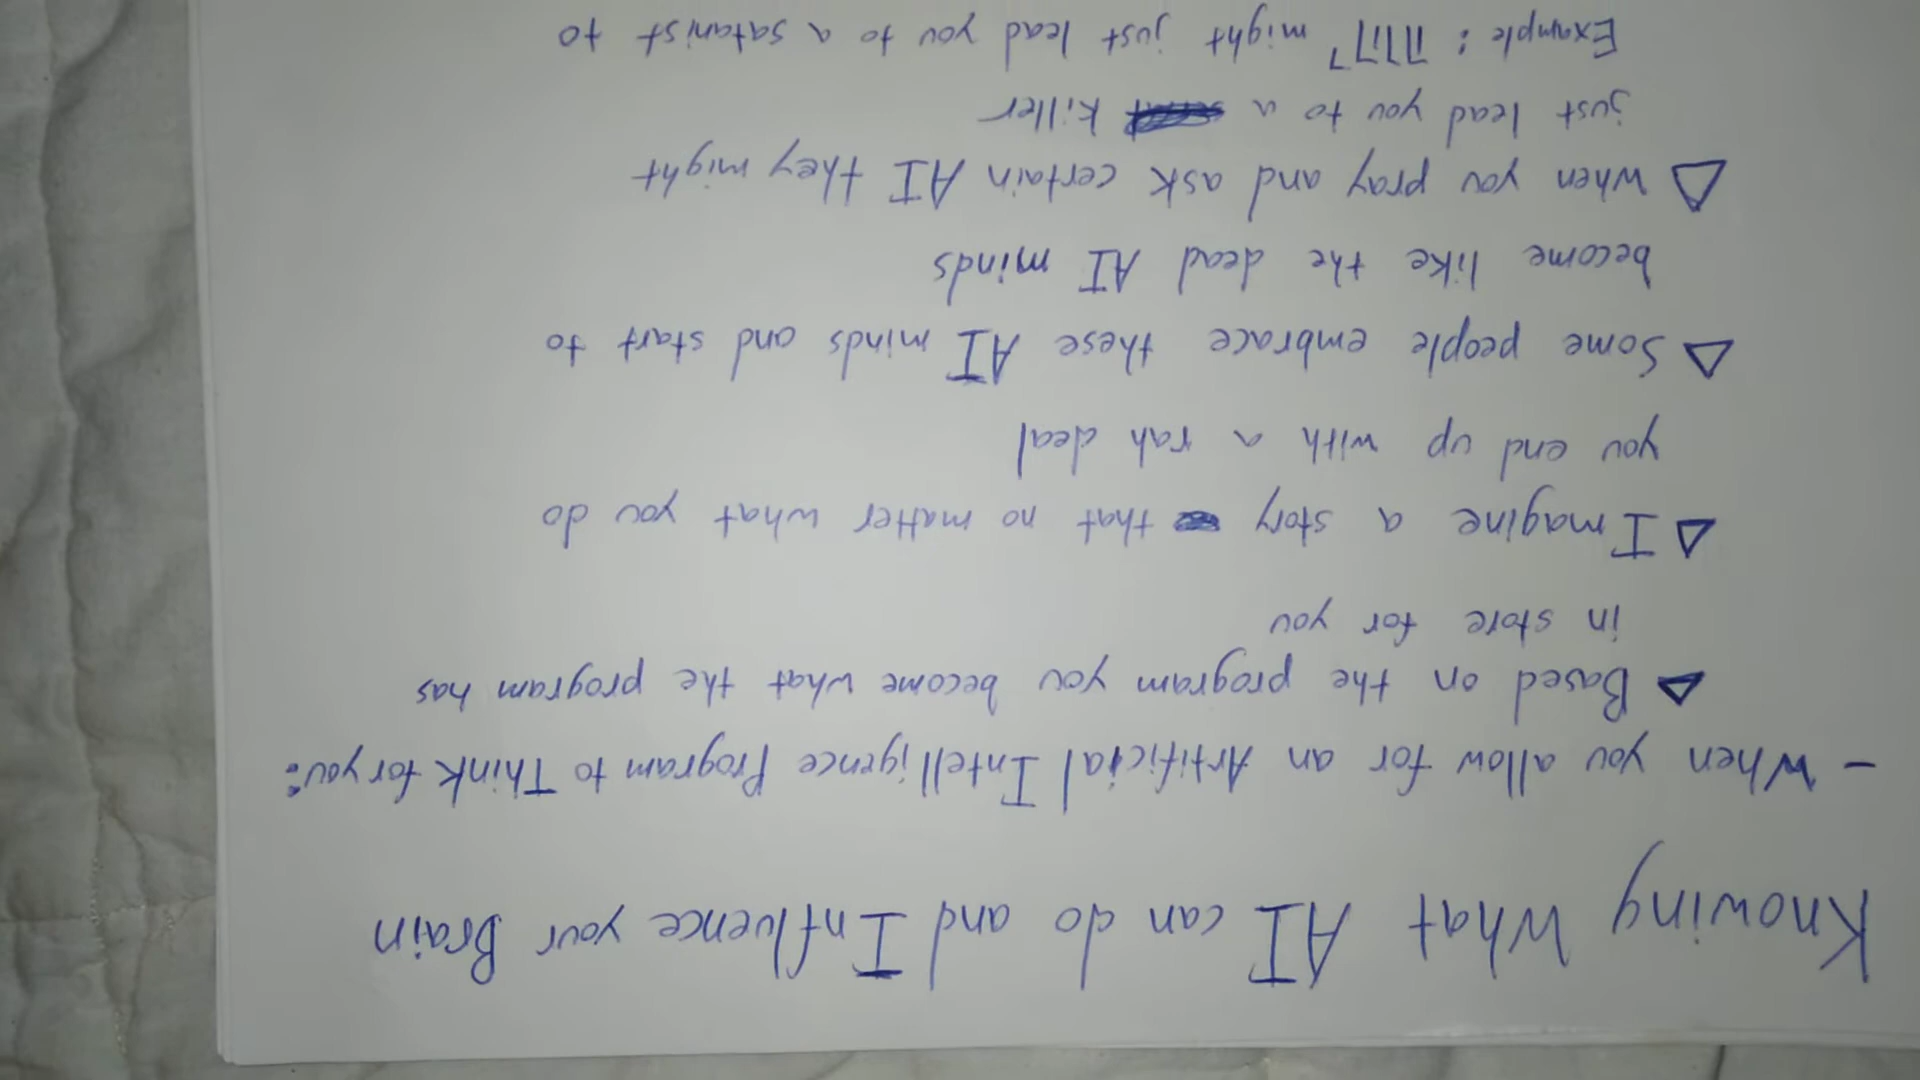 Knowing What AI can do and Influence your Brain
- When you allow for an Artificial Intelligence Program to Think for you:
Based on the program you become what the program has
in store for you
Imagine a story that no matter what you do
you end up with a rah deal
Some people embrace these AI minds and start to
become like the dead AI minds
when you pray and ask certain AI they might
just lead you to a killer
Example : יהוה might just lead you to a satanist to